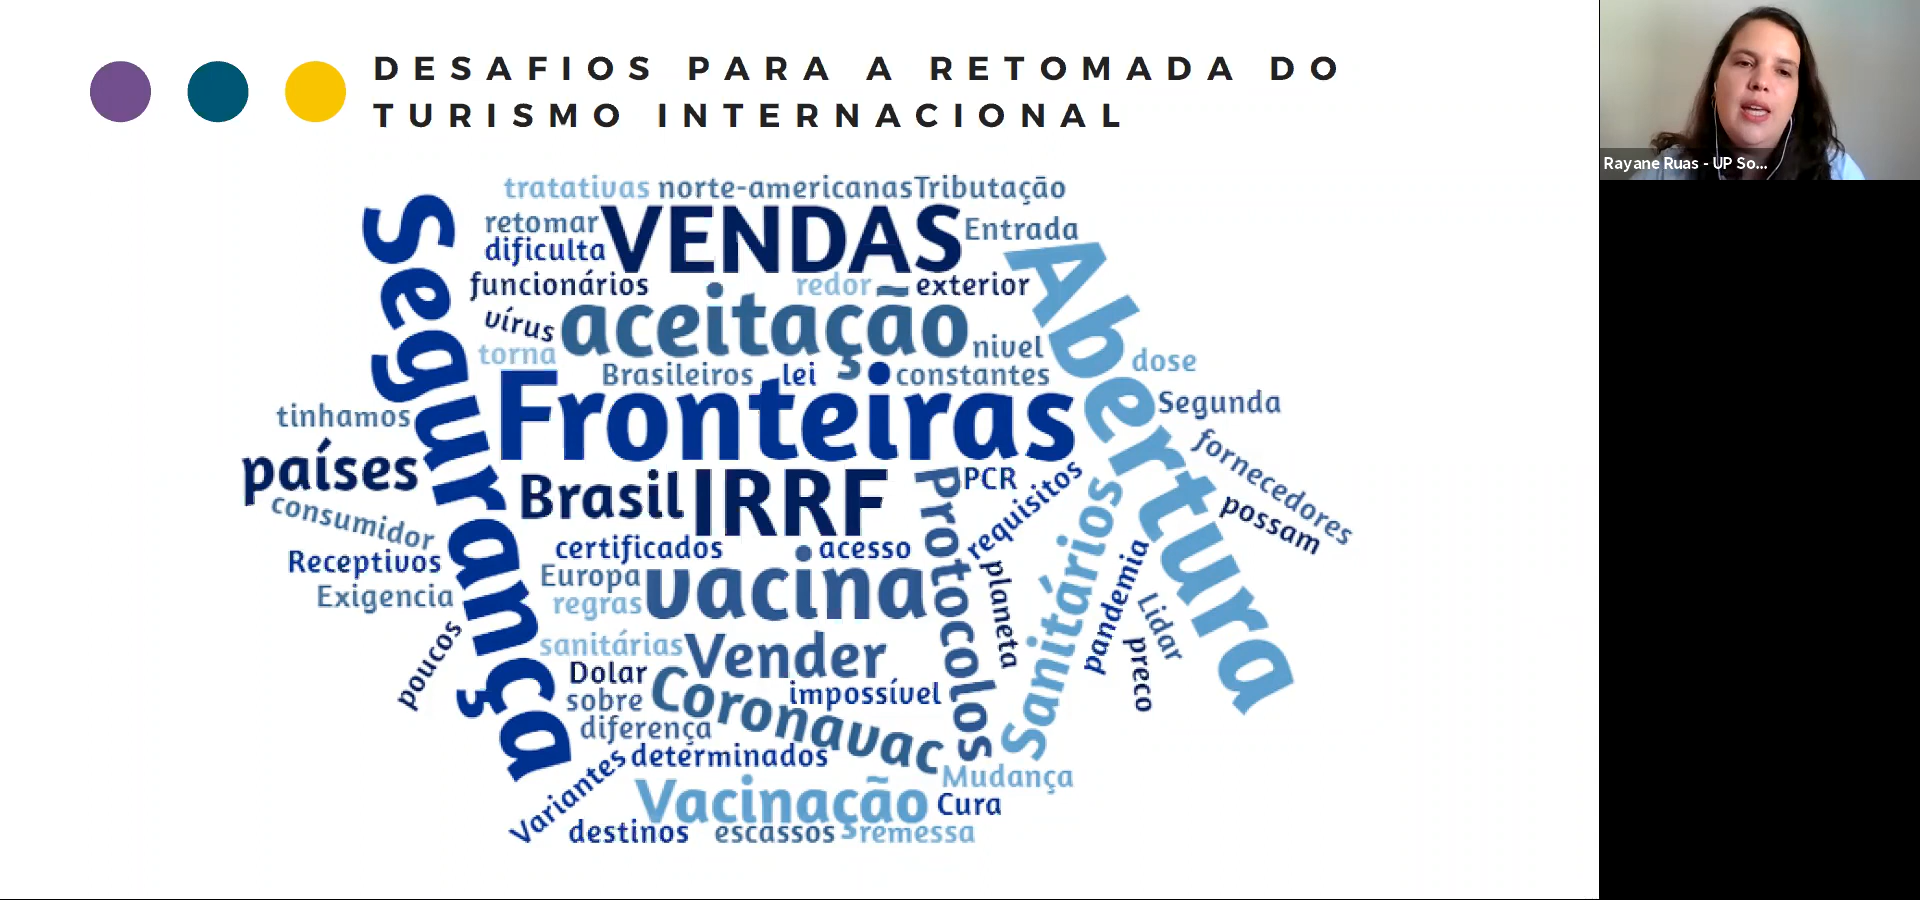 DESAFIOS PARA A RETOMADA DO
TURISMO INTERNACIONAL
Rayane Ruas - UP So...
tratativas norte-americanas Tributação
retomar VENDAS Entrada
dificulta
funcionários redor exterior
Segurança
Abertura
vírus aceitação nivel
torna
Brasileiros lei constantes
dose
Fronteiras
Segunda
tinhamos
fornecedores
países
Brasil IRRF
PCR
Protocolos
requisitos
possam
consumidor
certificados acesso
Receptivos
Europa vacina
Exigencia
regras
planeta
Sanitários
pandemia
Lidar
preco
poucos
sanitárias Vender
Dolar
sobre Coronavac
impossível
diferença
determinados
Variantes
Mudança
Vacinação Cura
destinos escassos remessa